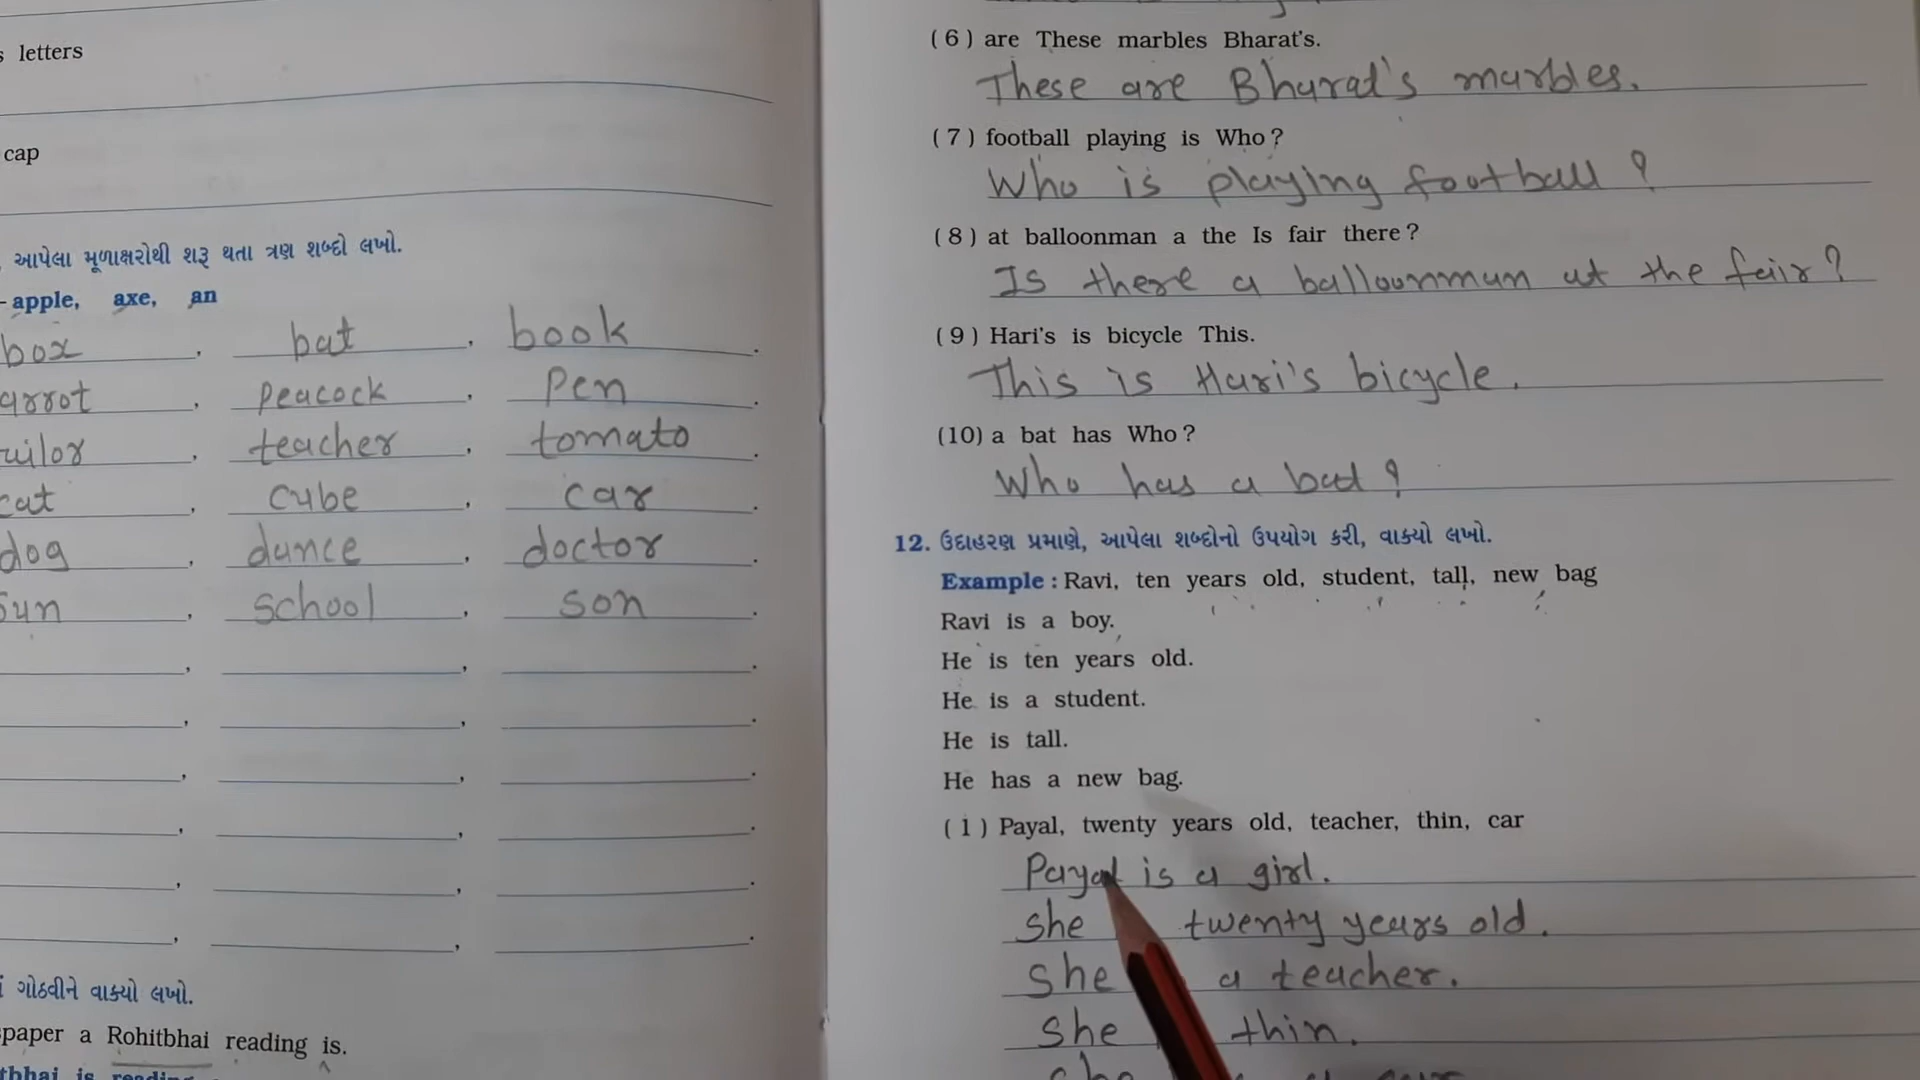 letters
cap
આપેલા મૂળાક્ષરોથી શરૂ થતા ત્રણ શબ્દો લખો.
- apple, axe, an
box, bat, book.
arrot, peacock, pen.
ailor, teacher, tomato.
cat, cube, car.
dog, dance, doctor.
sun, school, son.
ગોઠવીને વાક્યો લખો.
paper a Rohitbhai reading is.
bhai is reading
(6) are These marbles Bharat's.
These are Bharat's marbles.
(7) football playing is Who?
Who is playing football?
(8) at balloonman a the Is fair there?
Is there a balloonman at the fair?
(9) Hari's is bicycle This.
This is Hari's bicycle.
(10) a bat has Who?
Who has a bat?
12. ઉદાહરણ પ્રમાણે, આપેલા શબ્દોનો ઉપયોગ કરી, વાક્યો લખો.
Example : Ravi, ten years old, student, tall, new bag
Ravi is a boy.
He is ten years old.
He is a student.
He is tall.
He has a new bag.
(1) Payal, twenty years old, teacher, thin, car
Payal is a girl.
She twenty years old.
She a teacher.
She thin.